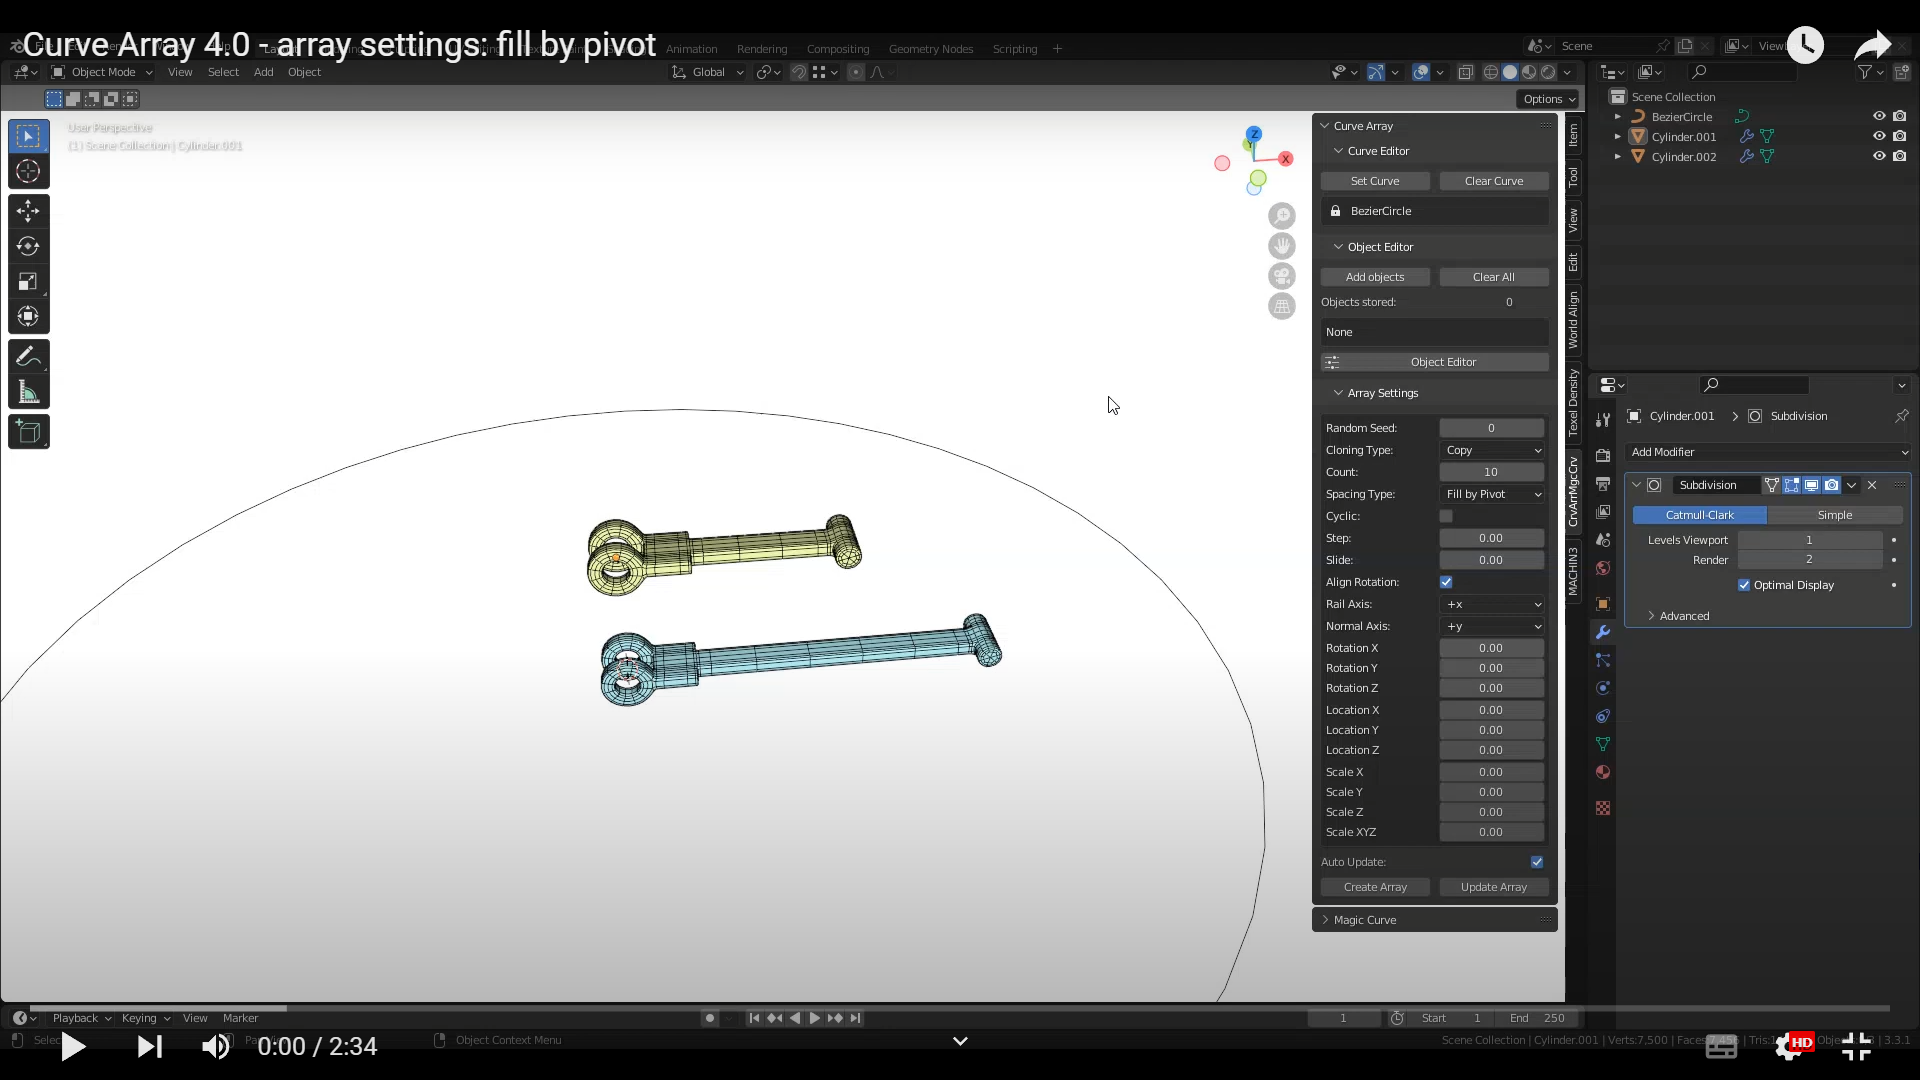 Curve Array 4.0 - array settings: fill by pivot
Animation
Rendering
Compositing
Geometry Nodes
Scripting
Scene
Object Mode
View
Select
Add
Object
Global
Options
User Perspective
(1) Scene Collection | Cylinder.001
Z
Y
X
Curve Array
Curve Editor
Set Curve
Clear Curve
BezierCircle
Object Editor
Add objects
Clear All
Objects stored:
0
None
Object Editor
Array Settings
Random Seed:
0
Cloning Type:
Copy
Count:
10
Spacing Type:
Fill by Pivot
Cyclic:
Step:
0.00
Slide:
0.00
Align Rotation:
Rail Axis:
+x
Normal Axis:
+y
Rotation X
0.00
Rotation Y
0.00
Rotation Z
0.00
Location X
0.00
Location Y
0.00
Location Z
0.00
Scale X
0.00
Scale Y
0.00
Scale Z
0.00
Scale XYZ
0.00
Auto Update:
Create Array
Update Array
Magic Curve
Item
Tool
View
Edit
World Align
Texel Density
CrvArrMgcCrv
MACHIN3
Scene Collection
BezierCircle
Cylinder.001
Cylinder.002
Cylinder.001
Subdivision
Add Modifier
Subdivision
Catmull-Clark
Simple
Levels Viewport
1
Render
2
Optimal Display
Advanced
Playback
Keying
View
Marker
1
Start
1
End
250
0:00 / 2:34
Object Context Menu
Scene Collection | Cylinder.001 | Verts:7,500 |
3.3.1
HD